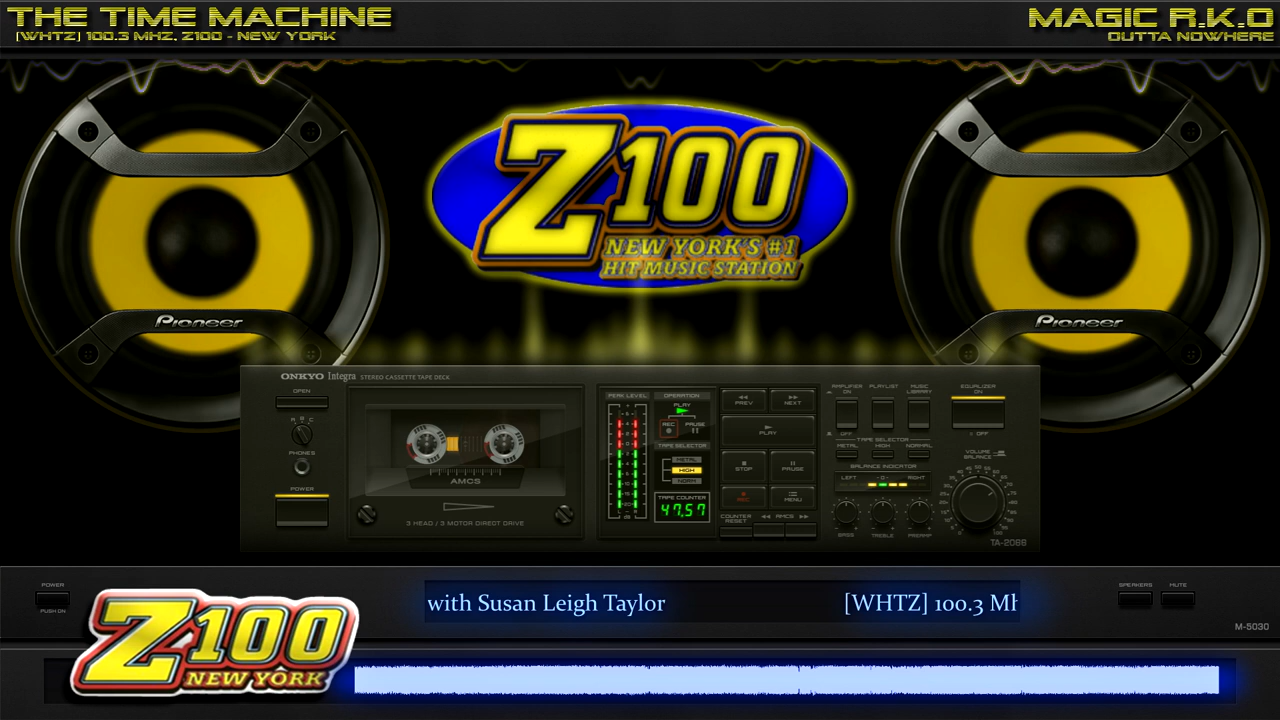 THE TIME MACHINE
[WHTZ] 100.3 MHZ, Z100 - NEW YORK
MAGIC R.K.O
OUTTA NOWHERE
Z100
NEW YORK'S #1
HIT MUSIC STATION
Pioneer
Pioneer
ONKYO Integra STEREO CASSETTE TAPE DECK
OPEN
PHONES
POWER
AMCS
3 HEAD / 3 MOTOR DIRECT DRIVE
PEAK LEVEL
OPERATION
PLAY
REC PAUSE
TAPE SELECTOR
METAL
HIGH
NORM
TAPE COUNTER
47.57
PREV NEXT
PLAY
STOP PAUSE
REC MENU
COUNTER RESET
AMCS
AMPLIFIER ON
PLAYLIST
MUSIC LIBRARY
EQUALIZER ON
OFF
OFF
TAPE SELECTOR
METAL HIGH NORMAL
BALANCE INDICATOR
LEFT -0- RIGHT
VOLUME
BALANCE
BASS TREBLE PREAMP
TA-2088
POWER
PUSH ON
with Susan Leigh Taylor
[WHTZ] 100.3 Mh
SPEAKERS MUTE
M-5030
Z100
NEW YORK